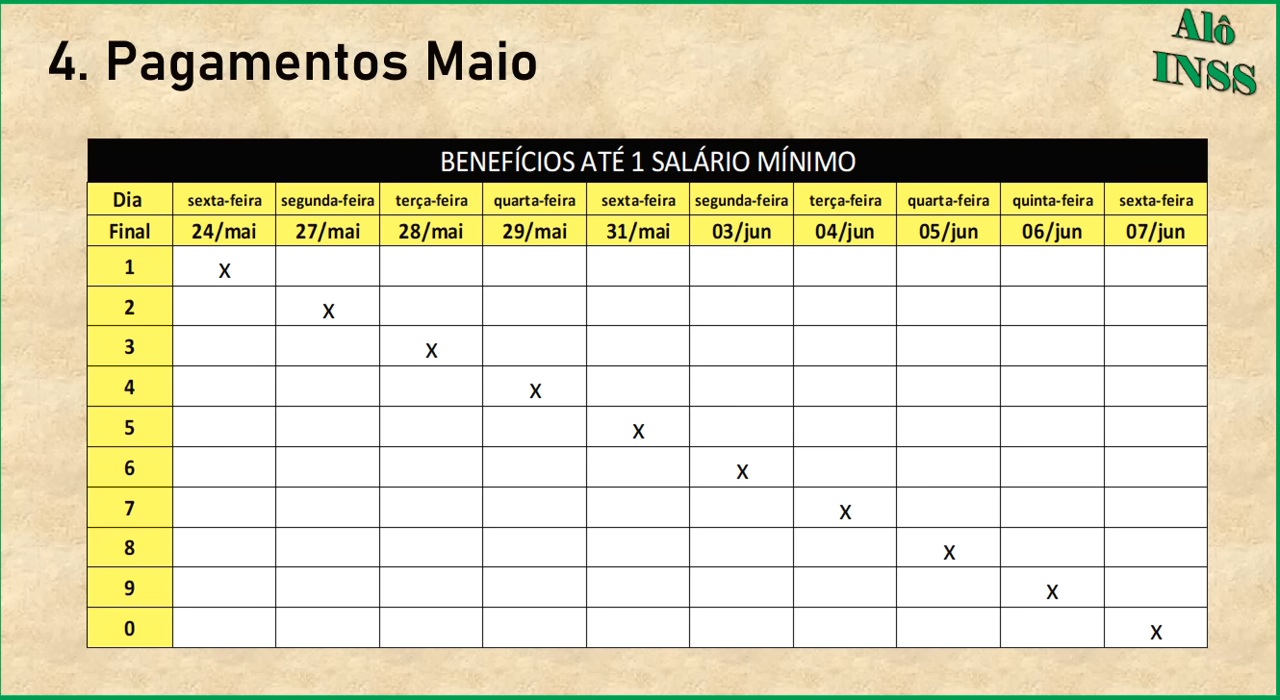 4. Pagamentos Maio
Alô
INSS
BENEFÍCIOS ATÉ 1 SALÁRIO MÍNIMO
Dia sexta-feira segunda-feira terça-feira quarta-feira sexta-feira segunda-feira terça-feira quarta-feira quinta-feira sexta-feira
Final 24/mai 27/mai 28/mai 29/mai 31/mai 03/jun 04/jun 05/jun 06/jun 07/jun
1 x
2 x
3 x
4 x
5 x
6 x
7 x
8 x
9 x
0 x